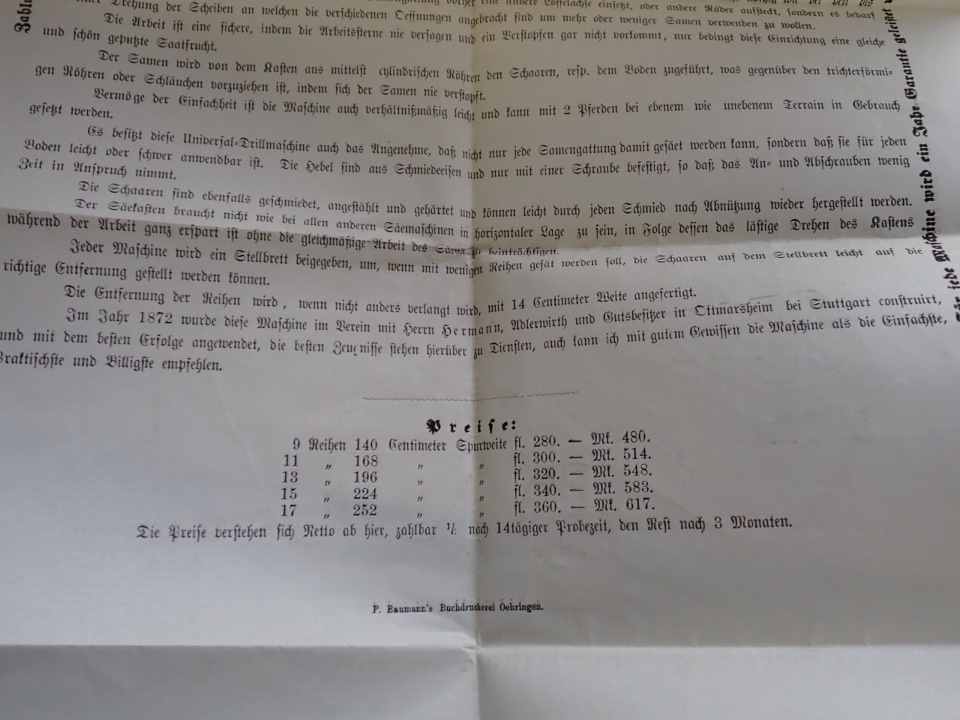 vorher eine andere Löffelachse einsetzt, oder andere Räder aufsteckt, sondern es bedarf
Drehung der Scheiben an welchen die verschiedenen Oeffnungen angebracht sind um mehr oder weniger Samen verwenden zu wollen.
Die Arbeit ist eine sichere, indem die Arbeitssterne nie versagen und ein Verstopfen gar nicht vorkommt, nur bedingt diese Einrichtung eine gleiche
und schön geputzte Saatfrucht.
Der Samen wird von dem Kasten aus mittelst cylindrischen Röhren den Schaaren, resp. dem Boden zugeführt, was gegenüber den trichterförmi-
gen Röhren oder Schläuchen vorzuziehen ist, indem sich der Samen nie verstopft.
Vermöge der Einfachheit ist die Maschine auch verhältnißmäßig leicht und kann mit 2 Pferden bei ebenem wie unebenem Terrain in Gebrauch
gesetzt werden.
Es besitzt diese Universal-Drillmaschine auch das Angenehme, daß nicht nur jede Samengattung damit gesäet werden kann, sondern daß sie für jeden
Boden leicht oder schwer anwendbar ist. Die Hebel sind aus Schmiedeeisen und nur mit einer Schraube befestigt, so daß das An- und Abschrauben wenig
Zeit in Anspruch nimmt.
Die Schaaren sind ebenfalls geschmiedet, angestählt und gehärtet und können leicht durch jeden Schmied nach Abnützung wieder hergestellt werden.
Der Säekasten braucht nicht wie bei allen anderen Säemaschinen in horizontaler Lage zu sein, in Folge dessen das lästige Drehen des Kastens
während der Arbeit ganz erspart ist ohne die gleichmäßige Arbeit des zu beinträchtigen.
Jeder Maschine wird ein Stellbrett beigegeben, um, wenn mit wenigen Reihen gesät werden soll, die Schaaren auf dem Stellbrett leicht auf die
richtige Entfernung gestellt werden können.
Die Entfernung der Reihen wird, wenn nicht anders verlangt wird, mit 14 Centimeter Weite angefertigt.
Im Jahr 1872 wurde diese Maschine im Verein mit Herrn Hermann, Adlerwirth und Gutsbesitzer in Ottmarsheim bei Stuttgart construirt,
und mit dem besten Erfolge angewendet, die besten Zeugnisse stehen hierüber zu Diensten, auch kann ich mit gutem Gewissen die Maschine als die Einfachste,
Praktischste und Billigste empfehlen.
Preise:
9 Reihen 140 Centimeter Spurweite fl. 280. — Mk. 480.
11 „ 168 „ „ fl. 300. — Mk. 514.
13 „ 196 „ „ fl. 320. — Mk. 548.
15 „ 224 „ „ fl. 340. — Mk. 583.
17 „ 252 „ „ fl. 360. — Mk. 617.
Die Preise verstehen sich Netto ab hier, zahlbar nach 14tägiger Probezeit, den Rest nach 3 Monaten.
P. Baumann's Buchdruckerei Oehringen.
jede Maschine wird ein Jahr Garantie geleistet